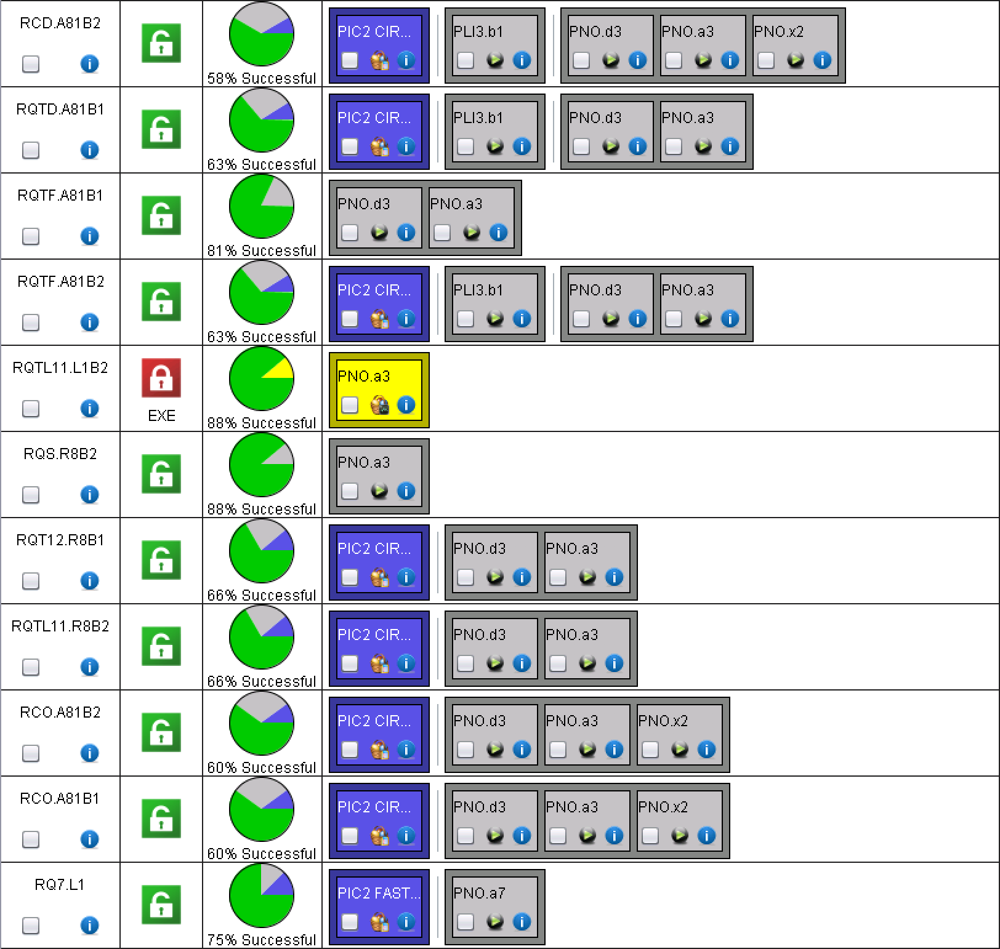 RCD.A81B2
58% Successful
PIC2 CIR...
PLI3.b1
PNO.d3
PNO.a3
PNO.x2
RQTD.A81B1
63% Successful
PIC2 CIR...
PLI3.b1
PNO.d3
PNO.a3
RQTF.A81B1
81% Successful
PNO.d3
PNO.a3
RQTF.A81B2
63% Successful
PIC2 CIR...
PLI3.b1
PNO.d3
PNO.a3
RQTL11.L1B2
EXE
88% Successful
PNO.a3
RQS.R8B2
88% Successful
PNO.a3
RQT12.R8B1
66% Successful
PIC2 CIR...
PNO.d3
PNO.a3
RQTL11.R8B2
66% Successful
PIC2 CIR...
PNO.d3
PNO.a3
RCO.A81B2
60% Successful
PIC2 CIR...
PNO.d3
PNO.a3
PNO.x2
RCO.A81B1
60% Successful
PIC2 CIR...
PNO.d3
PNO.a3
PNO.x2
RQ7.L1
75% Successful
PIC2 FAST...
PNO.a7